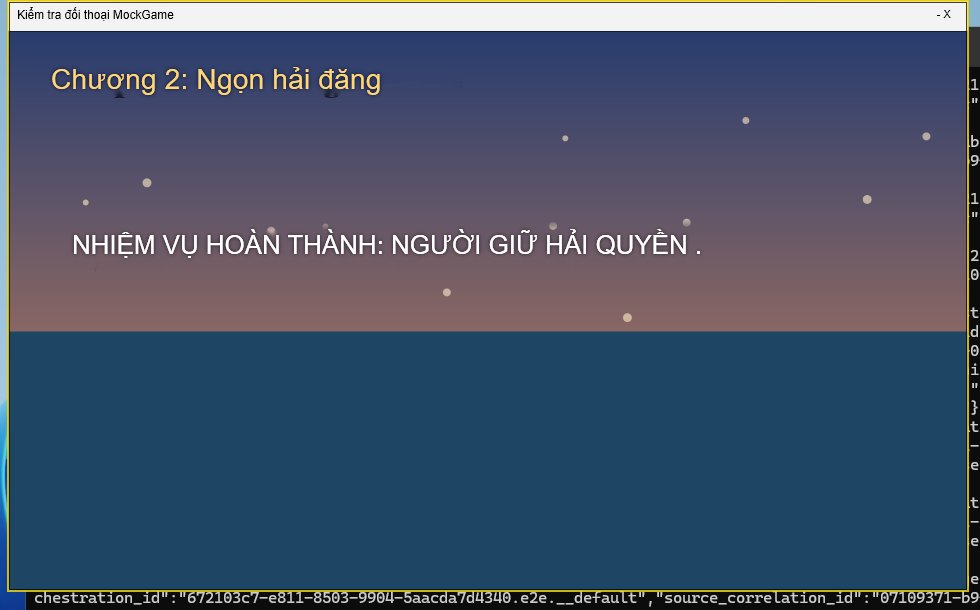 Kiểm tra đối thoại MockGame
- X
Chương 2: Ngọn hải đăng
NHIỆM VỤ HOÀN THÀNH: NGƯỜI GIỮ HẢI QUYỀN .
chestration_id":"672103c7-e811-8503-9904-5aacda7d4340.e2e.__default","source_correlation_id":"07109371-b9